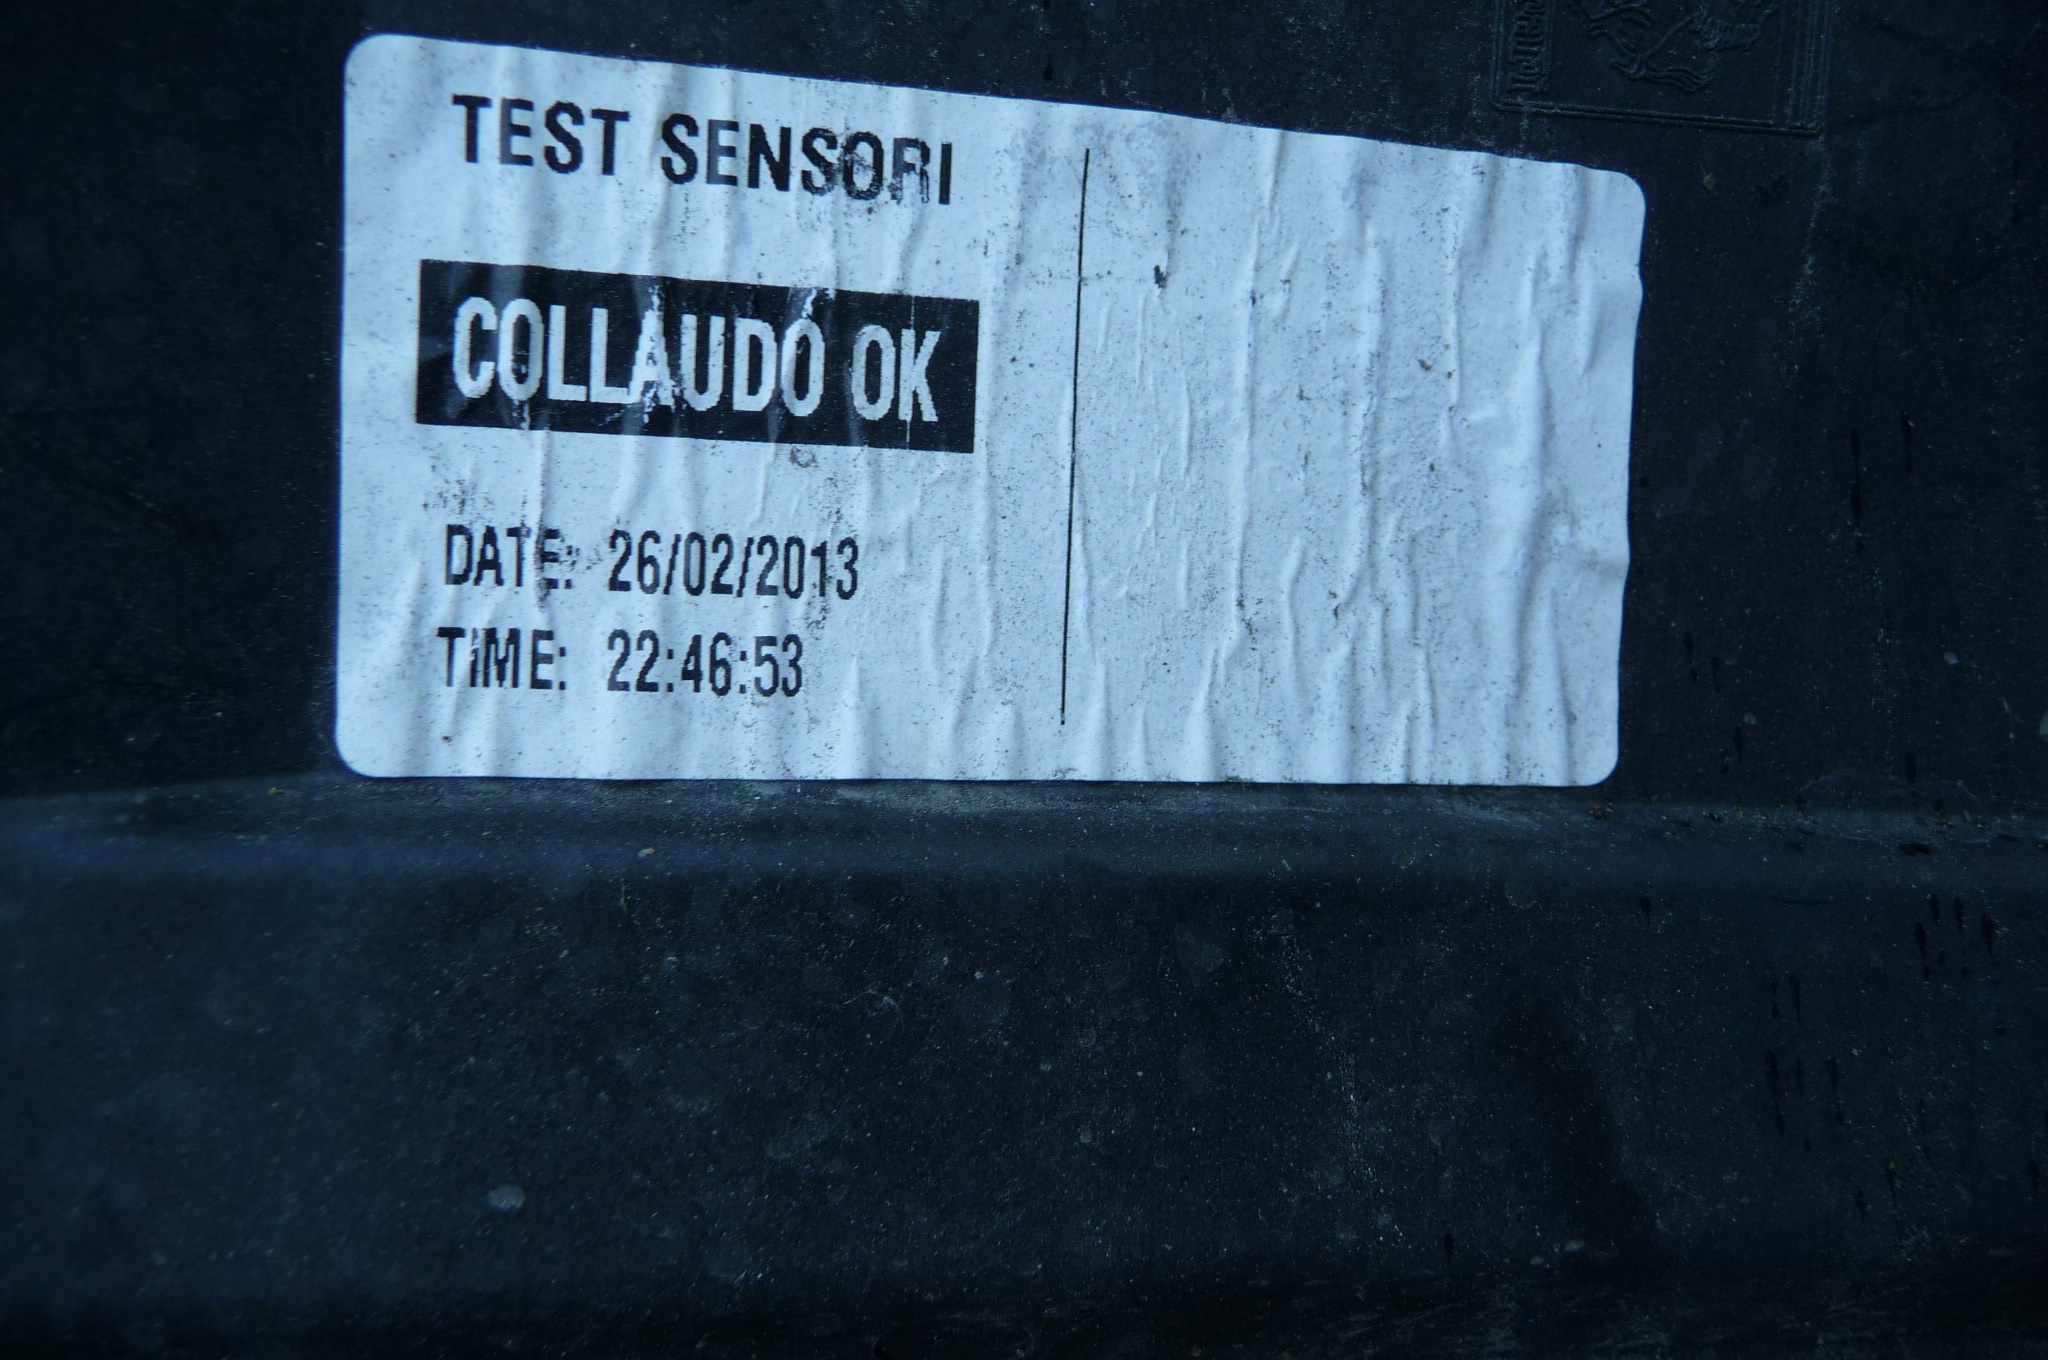 TEST SENSORI
COLLAUDO OK
DATE: 26/02/2013
TIME: 22:46:53